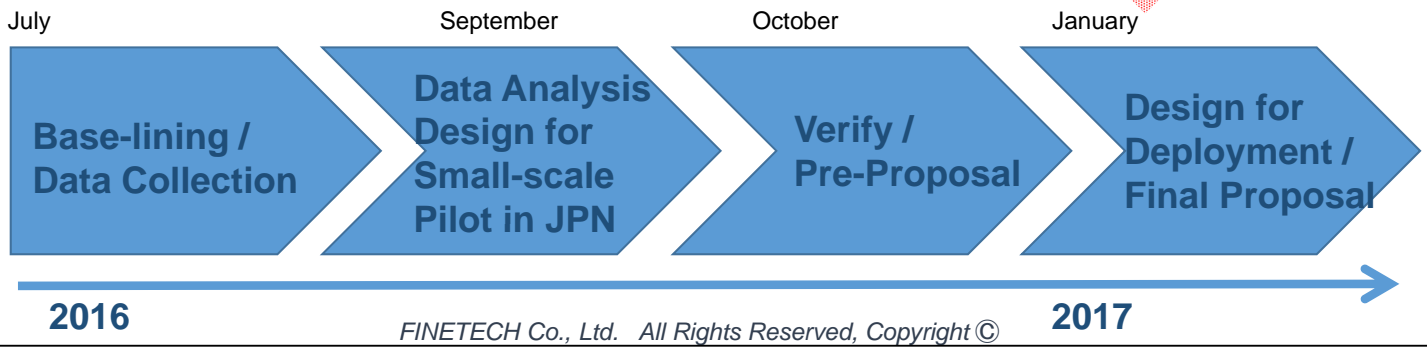 July
September
October
January
Base-lining /
Data Collection
Data Analysis
Design for
Small-scale
Pilot in JPN
Verify /
Pre-Proposal
Design for
Deployment /
Final Proposal
2016
2017
FINETECH Co., Ltd.   All Rights Reserved, Copyright Ⓒ